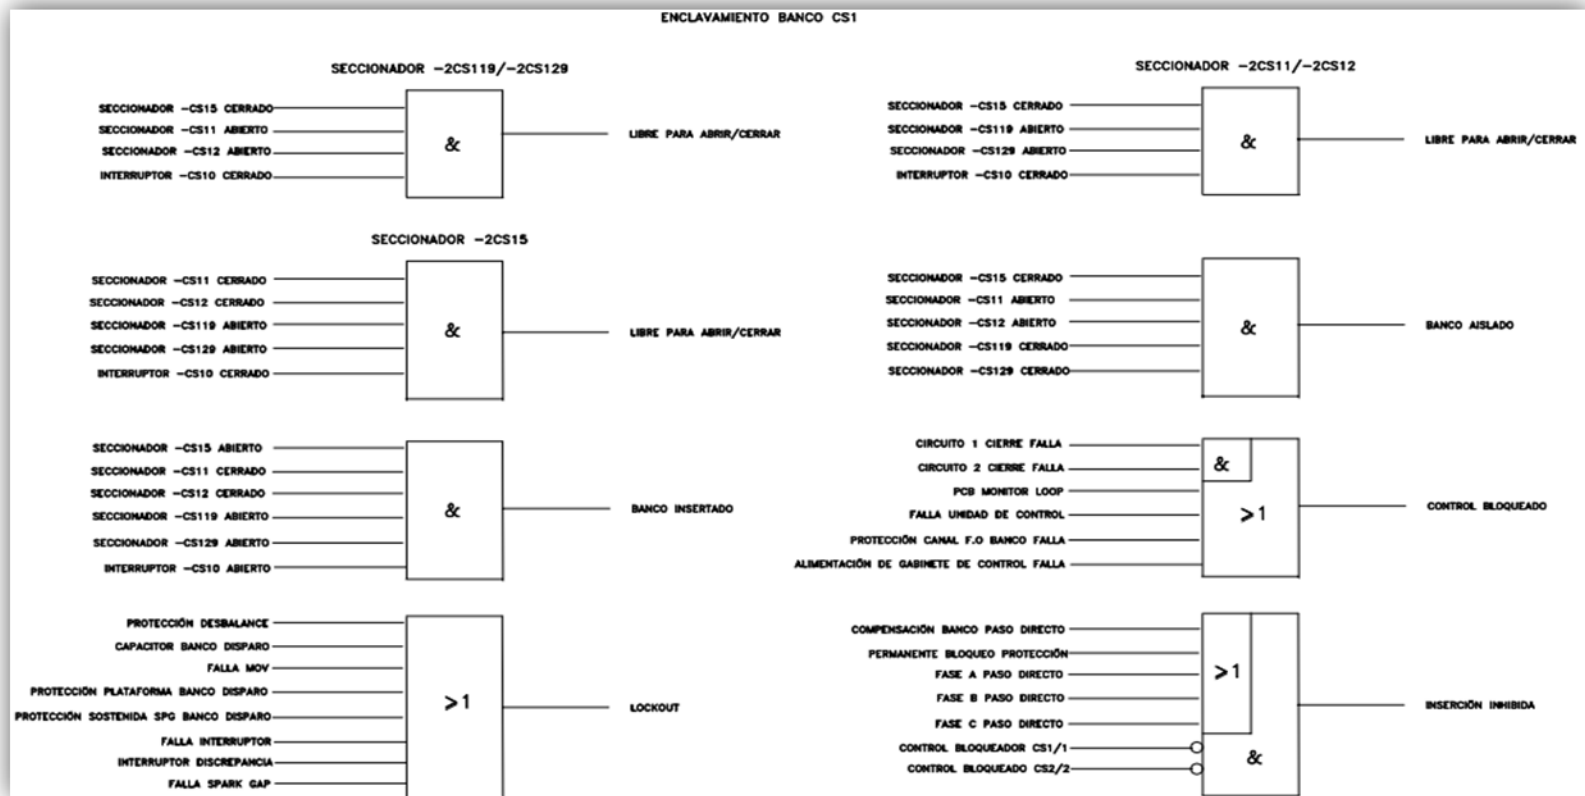 ENCLAVAMIENTO BANCO CS1
SECCIONADOR -2CS119/-2CS129
SECCIONADOR -CS15 CERRADO
SECCIONADOR -CS11 ABIERTO
SECCIONADOR -CS12 ABIERTO
INTERRUPTOR -CS10 CERRADO
&
LIBRE PARA ABRIR/CERRAR
SECCIONADOR -2CS11/-2CS12
SECCIONADOR -CS15 CERRADO
SECCIONADOR -CS119 ABIERTO
SECCIONADOR -CS129 ABIERTO
INTERRUPTOR -CS10 CERRADO
&
LIBRE PARA ABRIR/CERRAR
SECCIONADOR -2CS15
SECCIONADOR -CS11 CERRADO
SECCIONADOR -CS12 CERRADO
SECCIONADOR -CS119 ABIERTO
SECCIONADOR -CS129 ABIERTO
INTERRUPTOR -CS10 CERRADO
&
LIBRE PARA ABRIR/CERRAR
SECCIONADOR -CS15 CERRADO
SECCIONADOR -CS11 ABIERTO
SECCIONADOR -CS12 ABIERTO
SECCIONADOR -CS119 CERRADO
SECCIONADOR -CS129 CERRADO
&
BANCO AISLADO
SECCIONADOR -CS15 ABIERTO
SECCIONADOR -CS11 CERRADO
SECCIONADOR -CS12 CERRADO
SECCIONADOR -CS119 ABIERTO
SECCIONADOR -CS129 ABIERTO
INTERRUPTOR -CS10 ABIERTO
&
BANCO INSERTADO
CIRCUITO 1 CIERRE FALLA
CIRCUITO 2 CIERRE FALLA
PCB MONITOR LOOP
FALLA UNIDAD DE CONTROL
PROTECCIÓN CANAL F.O BANCO FALLA
ALIMENTACIÓN DE GABINETE DE CONTROL FALLA
&
>1
CONTROL BLOQUEADO
PROTECCIÓN DESBALANCE
CAPACITOR BANCO DISPARO
FALLA MOV
PROTECCIÓN PLATAFORMA BANCO DISPARO
PROTECCIÓN SOSTENIDA SPG BANCO DISPARO
FALLA INTERRUPTOR
INTERRUPTOR DISCREPANCIA
FALLA SPARK GAP
>1
LOCKOUT
COMPENSACIÓN BANCO PASO DIRECTO
PERMANENTE BLOQUEO PROTECCIÓN
FASE A PASO DIRECTO
FASE B PASO DIRECTO
FASE C PASO DIRECTO
CONTROL BLOQUEADOR CS1/1
CONTROL BLOQUEADO CS2/2
>1
&
INSERCIÓN INHIBIDA